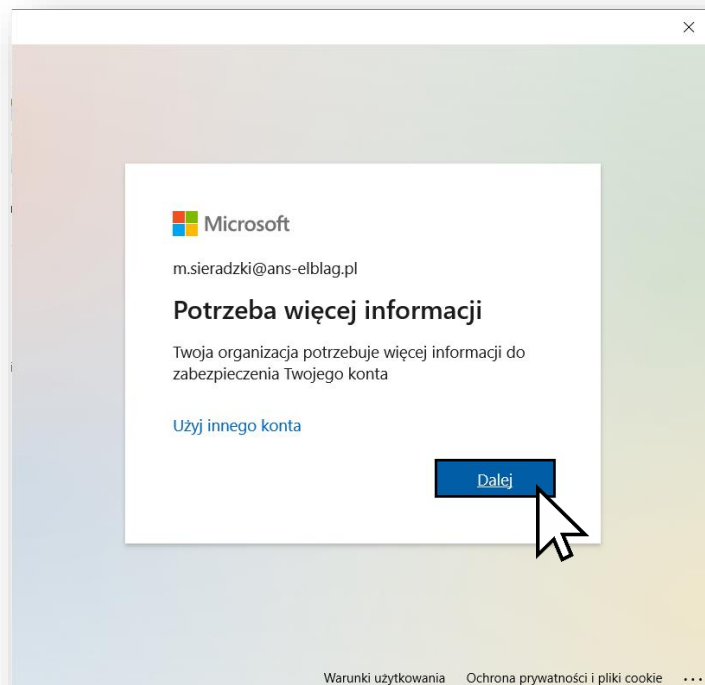 Microsoft
m.sieradzki@ans-elblag.pl
Potrzeba więcej informacji
Twoja organizacja potrzebuje więcej informacji do
zabezpieczenia Twojego konta
Użyj innego konta
Dalej
Warunki użytkowania Ochrona prywatności i pliki cookie ...